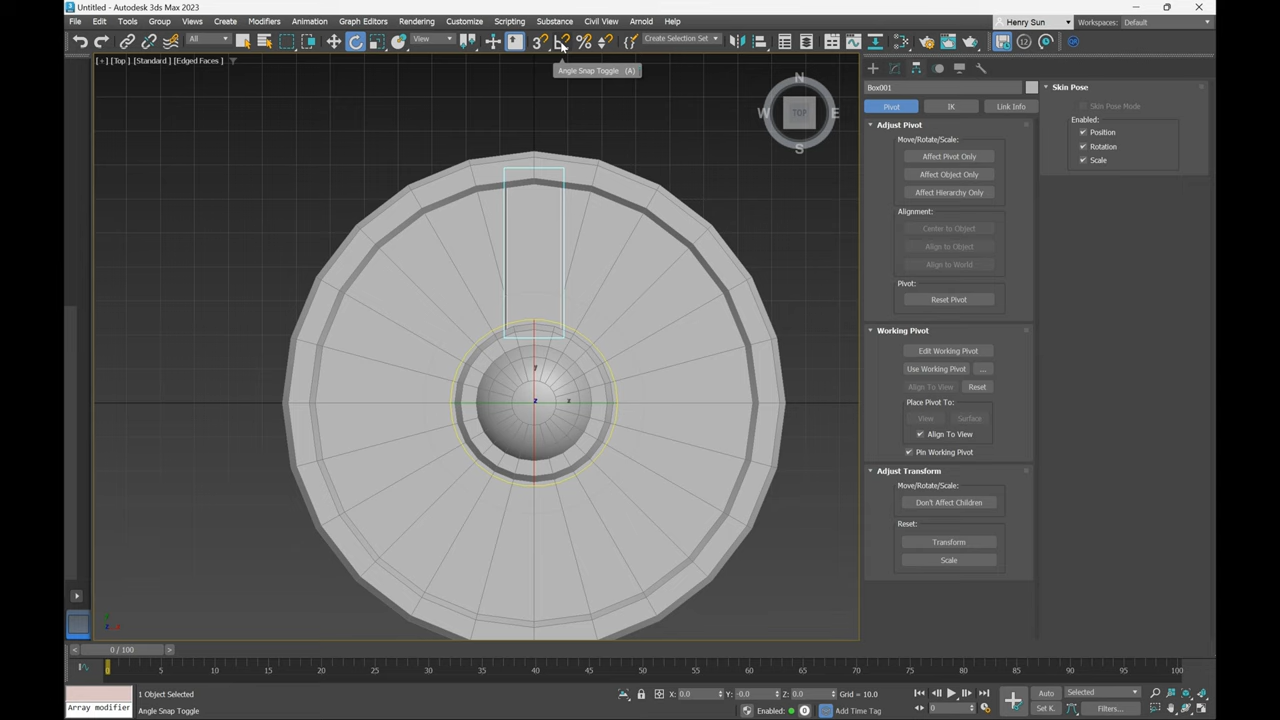 Untitled - Autodesk 3ds Max 2023
File Edit Tools Group Views Create Modifiers Animation Graph Editors Rendering Customize Scripting Substance Civil View Arnold Help
Henry Sun
Workspaces: Default
All
View
Create Selection Set
[+] [Top] [Standard] [Edged Faces]
Angle Snap Toggle (A)
N
W
TOP
E
S
y
z
x
Box001
Pivot
IK
Link Info
Adjust Pivot
Move/Rotate/Scale:
Affect Pivot Only
Affect Object Only
Affect Hierarchy Only
Alignment:
Center to Object
Align to Object
Align to World
Pivot:
Reset Pivot
Working Pivot
Edit Working Pivot
Use Working Pivot ...
Align To View Reset
Place Pivot To:
View Surface
Align To View
Pin Working Pivot
Adjust Transform
Move/Rotate/Scale:
Don't Affect Children
Reset:
Transform
Scale
Skin Pose
Skin Pose Mode
Enabled:
Position
Rotation
Scale
0 / 100
0 5 10 15 20 25 30 35 40 45 50 55 60 65 70 75 80 85 90 95 100
Array modifier
1 Object Selected
Angle Snap Toggle
X: 0.0 Y: -0.0 Z: 0.0 Grid = 10.0
Enabled: 0 Add Time Tag
0
Auto Selected
Set K. Filters...